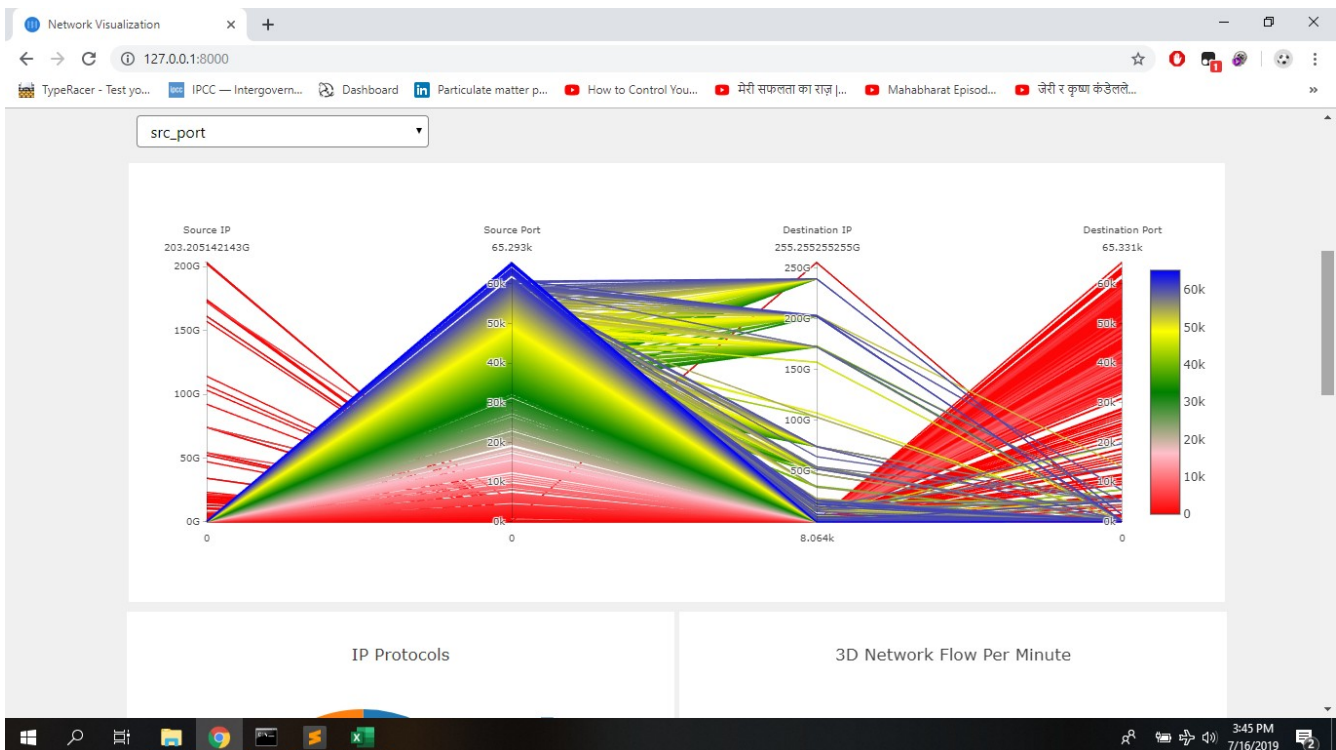 Network Visualization
127.0.0.1:8000
TypeRacer - Test yo... IPCC — Intergovern... Dashboard Particulate matter p... How to Control You... मेरी सफलता का राज़ |... Mahabharat Episod... जेरी र कृष्ण कंडेलले... »
src_port
Source IP Source Port Destination IP Destination Port
203.205142143G 65.293k 255.255255255G 65.331k
200G 60k 250G 60k 60k
150G 50k 200G 50k 50k
100G 40k 150G 40k 40k
50G 30k 100G 30k 30k
0G 20k 50G 20k 20k
10k 10k 10k
0k 0k 0
0 0 8.064k 0
IP Protocols 3D Network Flow Per Minute
3:45 PM
7/16/2019
1
2